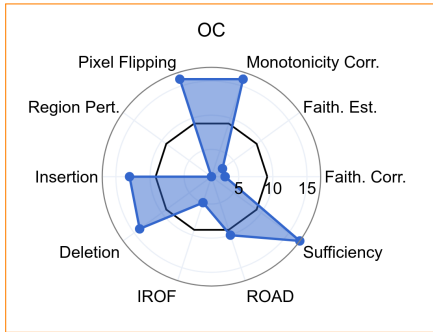 OC
Pixel Flipping
Monotonicity Corr.
Region Pert.
Faith. Est.
Insertion
5
10
15
Faith. Corr.
Deletion
Sufficiency
IROF
ROAD